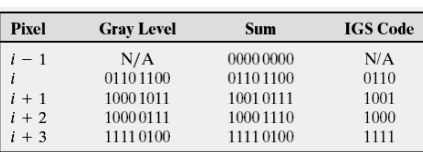 Pixel Gray Level Sum IGS Code
i − 1 N/A 0000 0000 N/A
i 0110 1100 0110 1100 0110
i + 1 1000 1011 1001 0111 1001
i + 2 1000 0111 1000 1110 1000
i + 3 1111 0100 1111 0100 1111